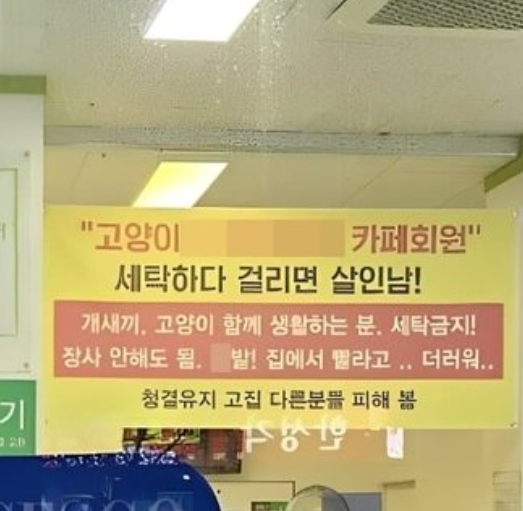 "고양이 카페회원"
세탁하다 걸리면 살인남!
개새끼, 고양이 함께 생활하는 분. 세탁금지!
장사 안해도 됨. 발! 집에서 빨라고 .. 더러워..
청결유지 고집 다른분들 피해 봄
기